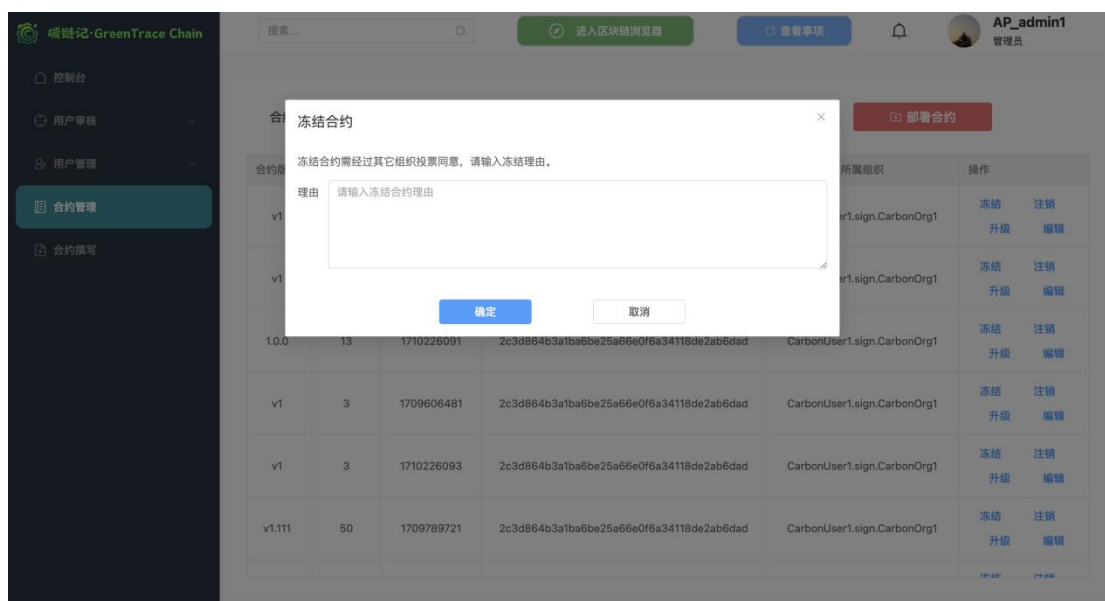 碳链记·GreenTrace Chain
搜索...
进入区块链浏览器
查看事项
AP_admin1
管理员
控制台
用户审核
用户管理
合约管理
合约撰写
部署合约
冻结合约
冻结合约需经过其它组织投票同意，请输入冻结理由。
理由
请输入冻结合约理由
确定
取消
所属组织
操作
v1
er1.sign.CarbonOrg1
冻结 注销
升级 编辑
v1
er1.sign.CarbonOrg1
冻结 注销
升级 编辑
1.0.0 13 1710226091 2c3d864b3a1ba6be25a66e0f6a34118de2ab6dad CarbonUser1.sign.CarbonOrg1
冻结 注销
升级 编辑
v1 3 1709606481 2c3d864b3a1ba6be25a66e0f6a34118de2ab6dad CarbonUser1.sign.CarbonOrg1
冻结 注销
升级 编辑
v1 3 1710226093 2c3d864b3a1ba6be25a66e0f6a34118de2ab6dad CarbonUser1.sign.CarbonOrg1
冻结 注销
升级 编辑
v1.111 50 1709789721 2c3d864b3a1ba6be25a66e0f6a34118de2ab6dad CarbonUser1.sign.CarbonOrg1
冻结 注销
升级 编辑